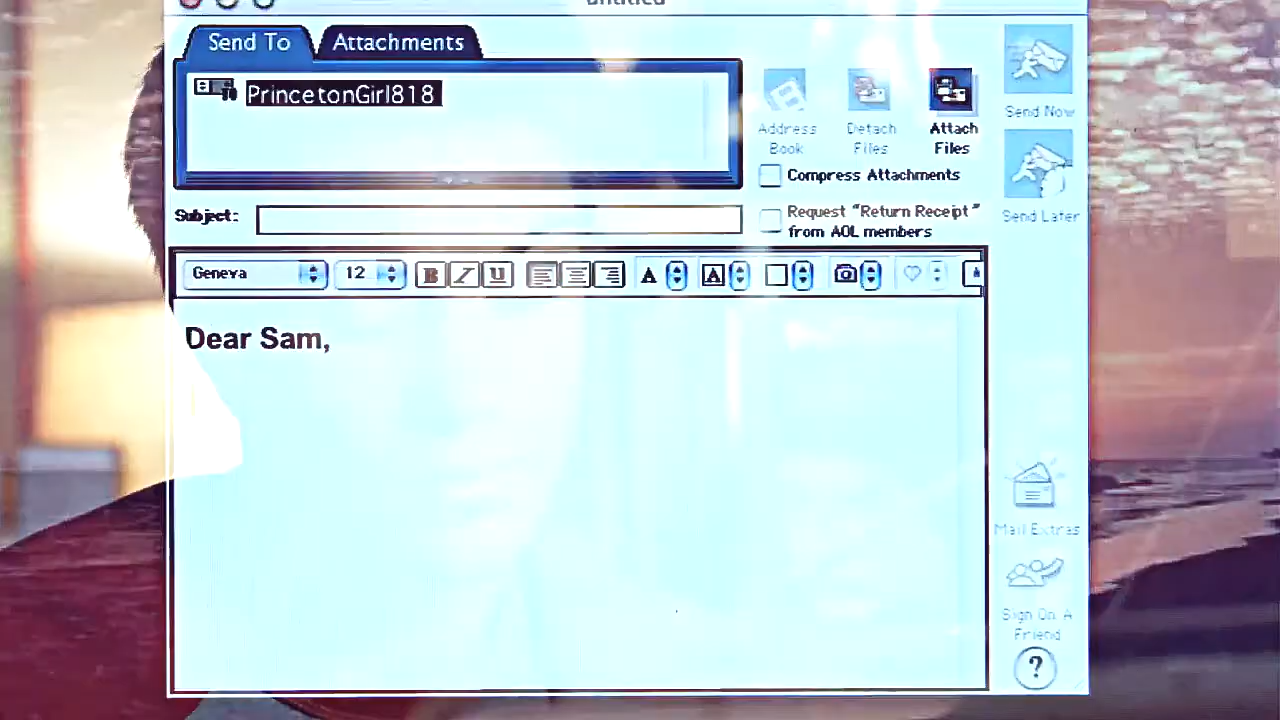 Untitled
Send To
Attachments
PrincetonGirl818
Address Book
Detach Files
Attach Files
Send Now
Compress Attachments
Subject:
Request "Return Receipt"
from AOL members
Send Later
Geneva
12
B I U
A
A
Dear Sam,
Mail Extras
Sign On A
Friend
?